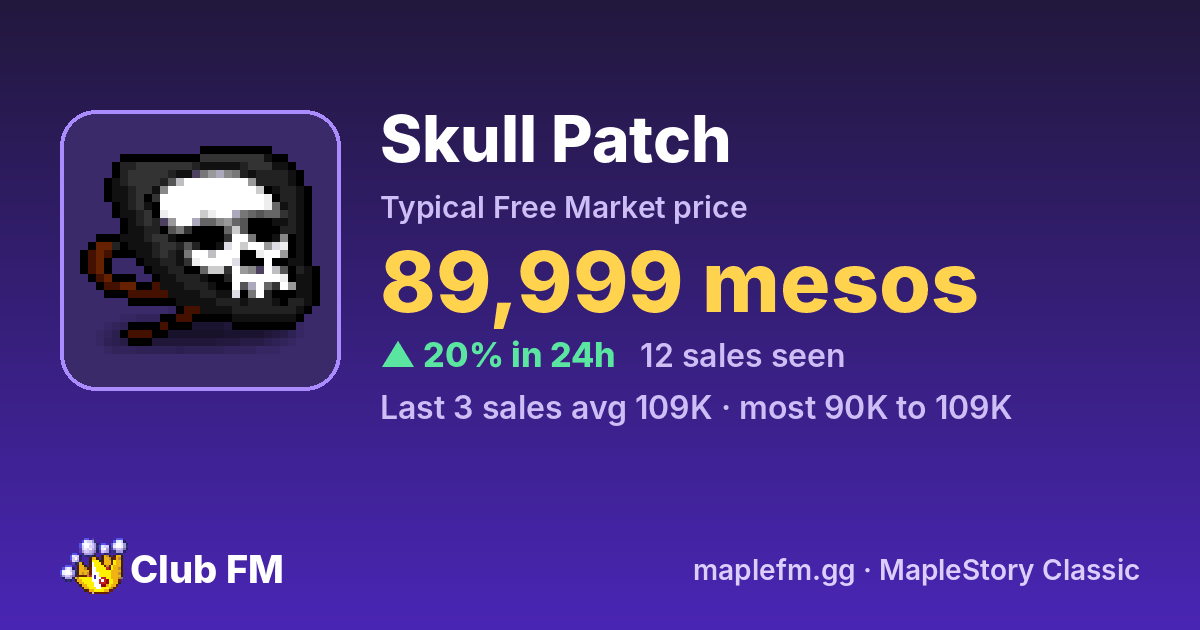 Skull Patch
Typical Free Market price
89,999 mesos
▲ 20% in 24h 12 sales seen
Last 3 sales avg 109K · most 90K to 109K
Club FM
maplefm.gg · MapleStory Classic